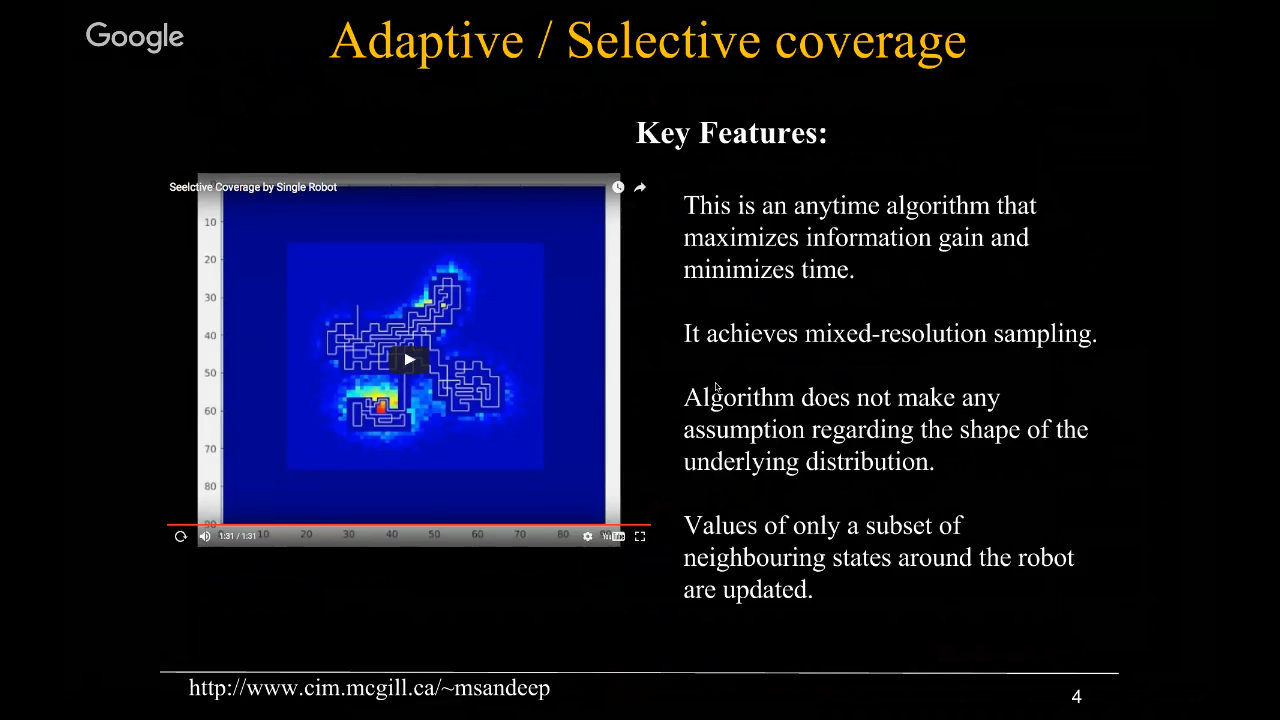 Google
Adaptive / Selective coverage
Key Features:
Seelctive Coverage by Single Robot
This is an anytime algorithm that
maximizes information gain and
minimizes time.
It achieves mixed-resolution sampling.
Algorithm does not make any
assumption regarding the shape of the
underlying distribution.
Values of only a subset of
neighbouring states around the robot
are updated.
10
20
30
40
50
60
70
80
90
10
20
30
40
50
60
70
80
1:31 / 1:31
http://www.cim.mcgill.ca/~msandeep
4